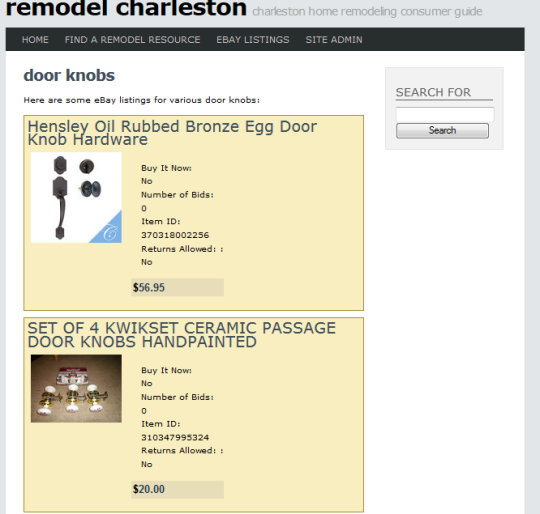 remodel charleston charleston home remodeling consumer guide
HOME FIND A REMODEL RESOURCE EBAY LISTINGS SITE ADMIN
door knobs
Here are some eBay listings for various door knobs:
SEARCH FOR
Search
Hensley Oil Rubbed Bronze Egg Door
Knob Hardware
Buy It Now:
No
Number of Bids:
0
Item ID:
370318002256
Returns Allowed: :
No
$56.95
SET OF 4 KWIKSET CERAMIC PASSAGE
DOOR KNOBS HANDPAINTED
Buy It Now:
No
Number of Bids:
0
Item ID:
310347995324
Returns Allowed: :
No
$20.00